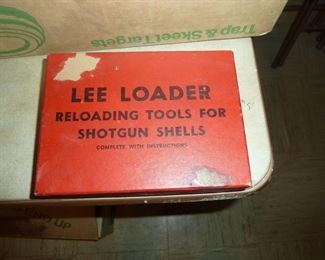 Trap & Skeet Targets
LEE LOADER
RELOADING TOOLS FOR
SHOTGUN SHELLS
COMPLETE WITH INSTRUCTIONS